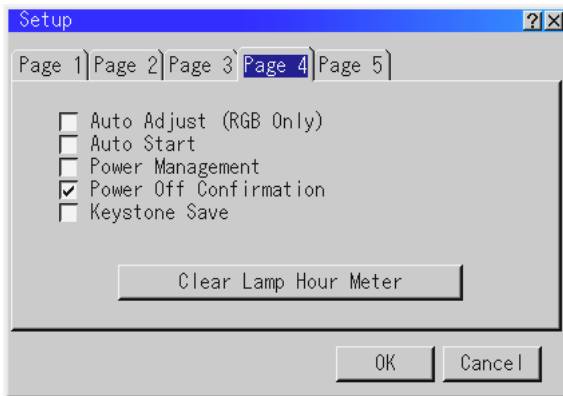 Setup
Page 1 Page 2 Page 3 Page 4 Page 5
Auto Adjust (RGB Only)
Auto Start
Power Management
Power Off Confirmation
Keystone Save
Clear Lamp Hour Meter
OK Cancel